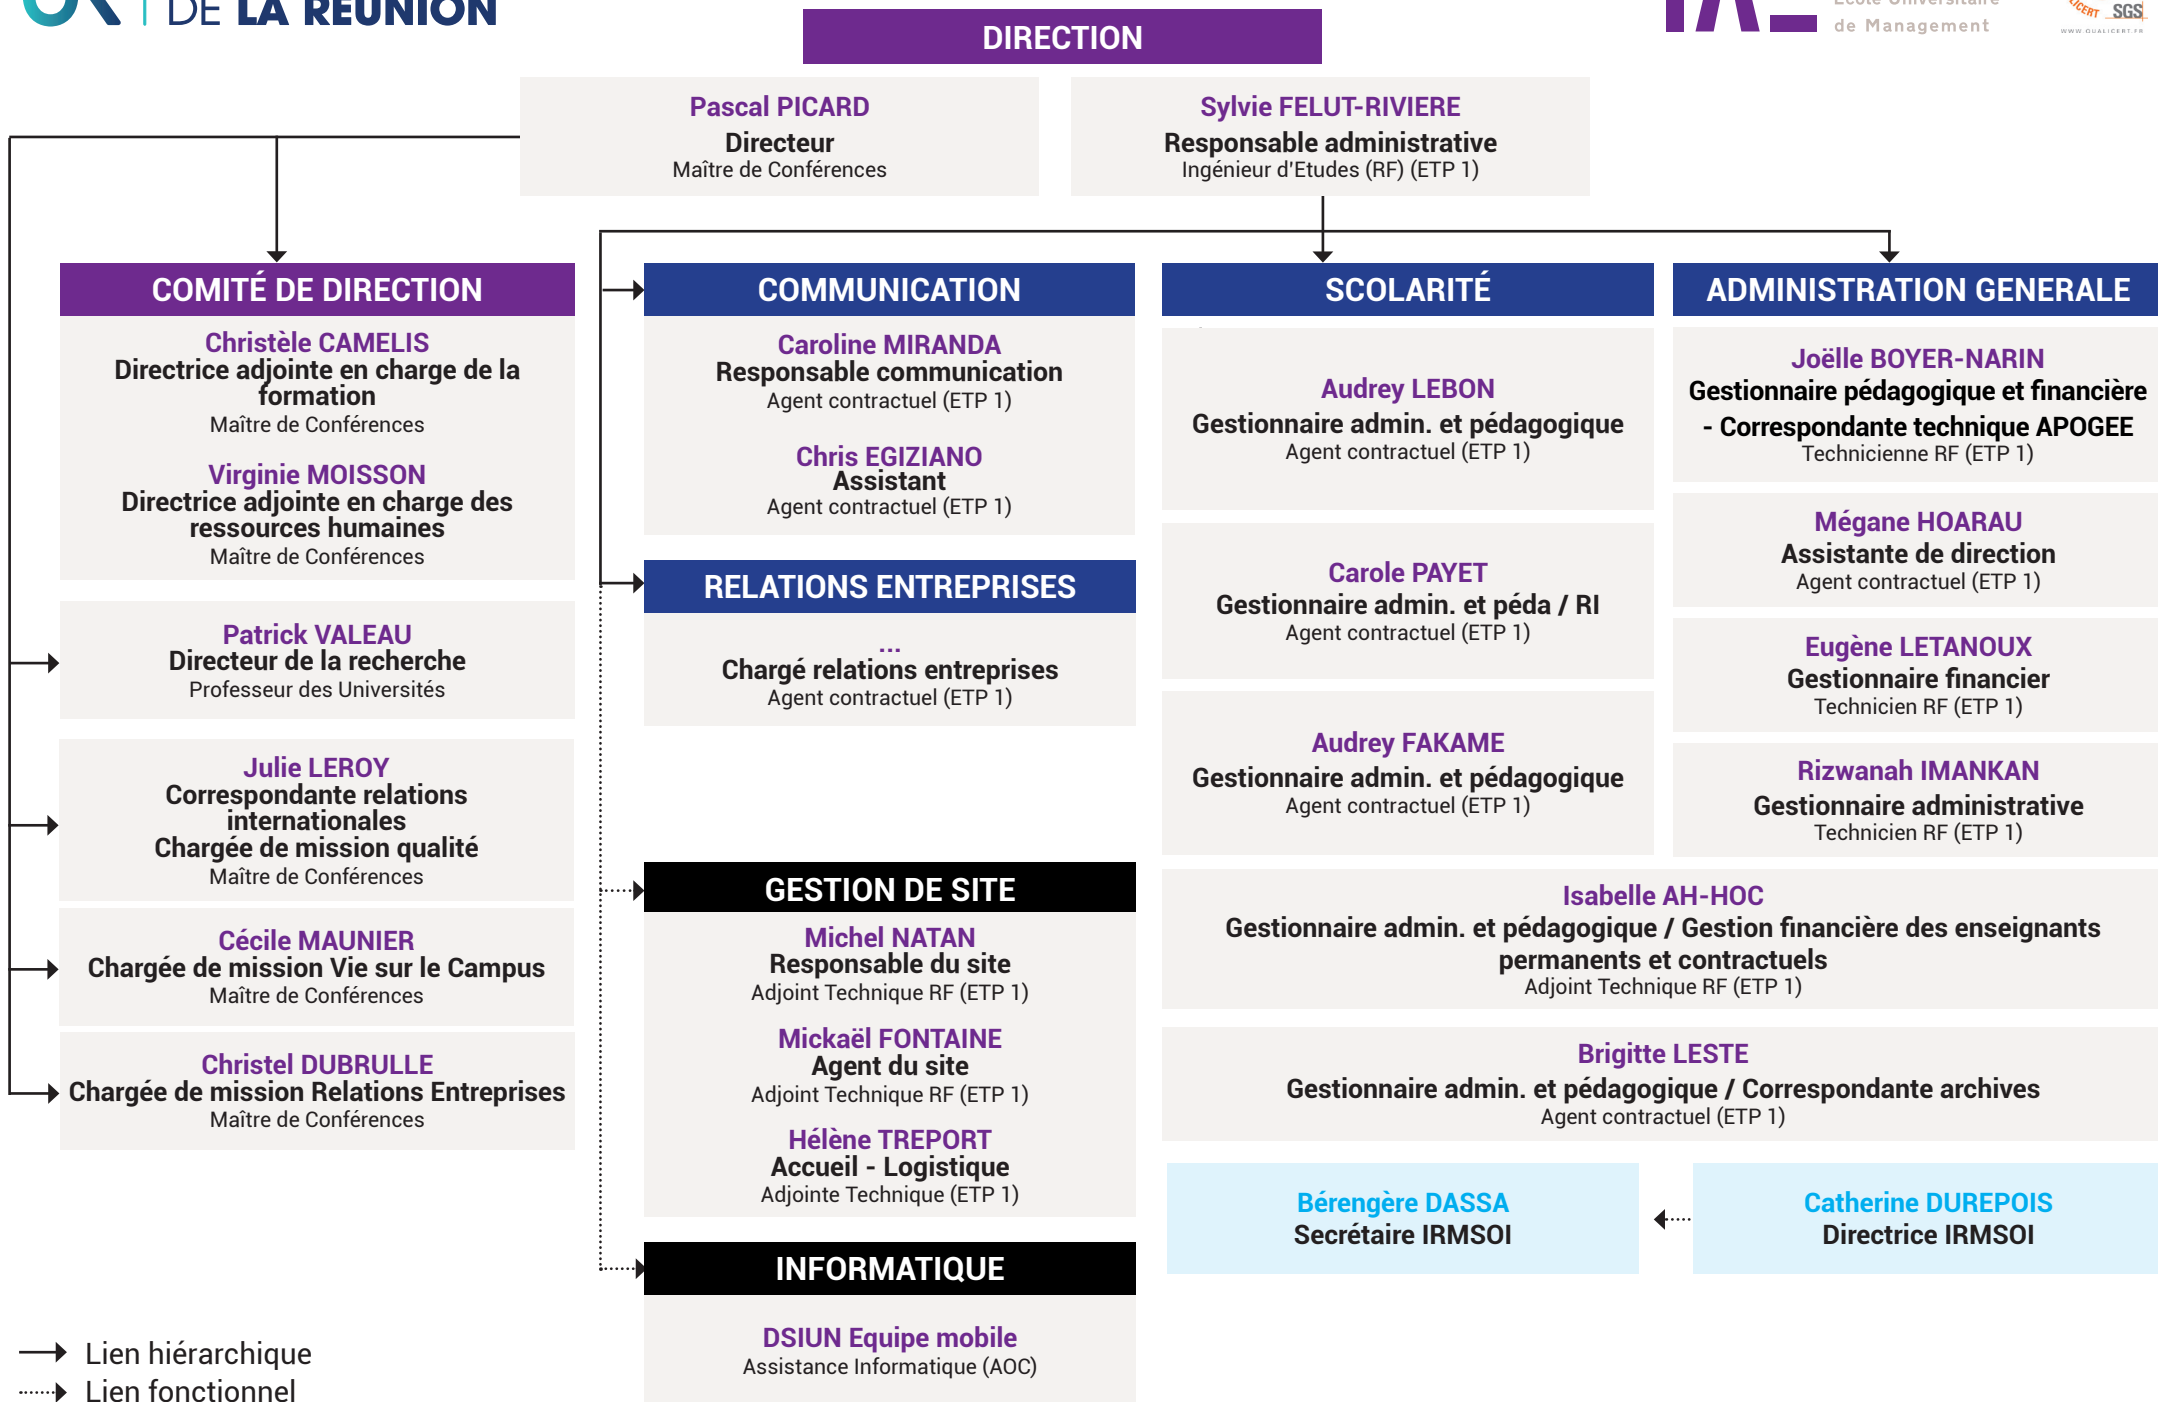 DE LA RÉUNION
de Management
SGS
WWW.QUALICERT.FR
DIRECTION
Pascal PICARD
Directeur
Maître de Conférences
Sylvie FELUT-RIVIERE
Responsable administrative
Ingénieur d'Etudes (RF) (ETP 1)
COMITÉ DE DIRECTION
Christèle CAMELIS
Directrice adjointe en charge de la
formation
Maître de Conférences
Virginie MOISSON
Directrice adjointe en charge des
ressources humaines
Maître de Conférences
Patrick VALEAU
Directeur de la recherche
Professeur des Universités
Julie LEROY
Correspondante relations
internationales
Chargée de mission qualité
Maître de Conférences
Cécile MAUNIER
Chargée de mission Vie sur le Campus
Maître de Conférences
Christel DUBRULLE
Chargée de mission Relations Entreprises
Maître de Conférences
COMMUNICATION
Caroline MIRANDA
Responsable communication
Agent contractuel (ETP 1)
Chris EGIZIANO
Assistant
Agent contractuel (ETP 1)
RELATIONS ENTREPRISES
...
Chargé relations entreprises
Agent contractuel (ETP 1)
GESTION DE SITE
Michel NATAN
Responsable du site
Adjoint Technique RF (ETP 1)
Mickaël FONTAINE
Agent du site
Adjoint Technique RF (ETP 1)
Hélène TREPORT
Accueil - Logistique
Adjointe Technique (ETP 1)
INFORMATIQUE
DSIUN Equipe mobile
Assistance Informatique (AOC)
SCOLARITÉ
Audrey LEBON
Gestionnaire admin. et pédagogique
Agent contractuel (ETP 1)
Carole PAYET
Gestionnaire admin. et péda / RI
Agent contractuel (ETP 1)
Audrey FAKAME
Gestionnaire admin. et pédagogique
Agent contractuel (ETP 1)
ADMINISTRATION GENERALE
Joëlle BOYER-NARIN
Gestionnaire pédagogique et financière
- Correspondante technique APOGEE
Technicienne RF (ETP 1)
Mégane HOARAU
Assistante de direction
Agent contractuel (ETP 1)
Eugène LETANOUX
Gestionnaire financier
Technicien RF (ETP 1)
Rizwanah IMANKAN
Gestionnaire administrative
Technicien RF (ETP 1)
Isabelle AH-HOC
Gestionnaire admin. et pédagogique / Gestion financière des enseignants
permanents et contractuels
Adjoint Technique RF (ETP 1)
Brigitte LESTE
Gestionnaire admin. et pédagogique / Correspondante archives
Agent contractuel (ETP 1)
Bérengère DASSA
Secrétaire IRMSOI
Catherine DUREPOIS
Directrice IRMSOI
Lien hiérarchique
Lien fonctionnel